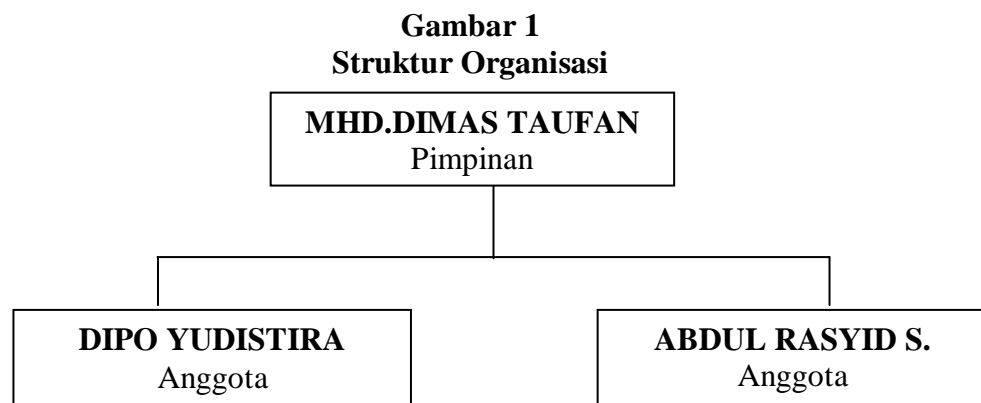 Gambar 1
Struktur Organisasi
MHD.DIMAS TAUFAN
Pimpinan
DIPO YUDISTIRA
Anggota
ABDUL RASYID S.
Anggota